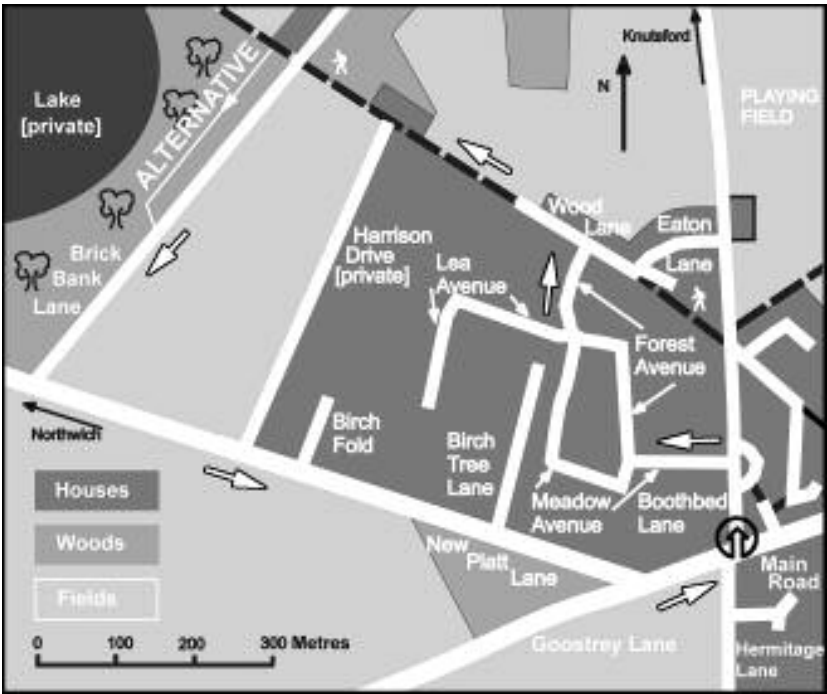 Knutsford
N
PLAYING
FIELD
ALTERNATIVE
Lake
[private]
Wood
Lane
Eaton
Lane
Harrison
Drive
[private]
Lea
Avenue
Brick
Bank
Lane
Forest
Avenue
Northwich
Birch
Fold
Birch
Tree
Lane
Meadow
Avenue
Boothbed
Lane
Houses
Woods
Fields
New
Platt
Lane
Main
Road
Goostrey Lane
Hermitage
Lane
0 100 200 300 Metres